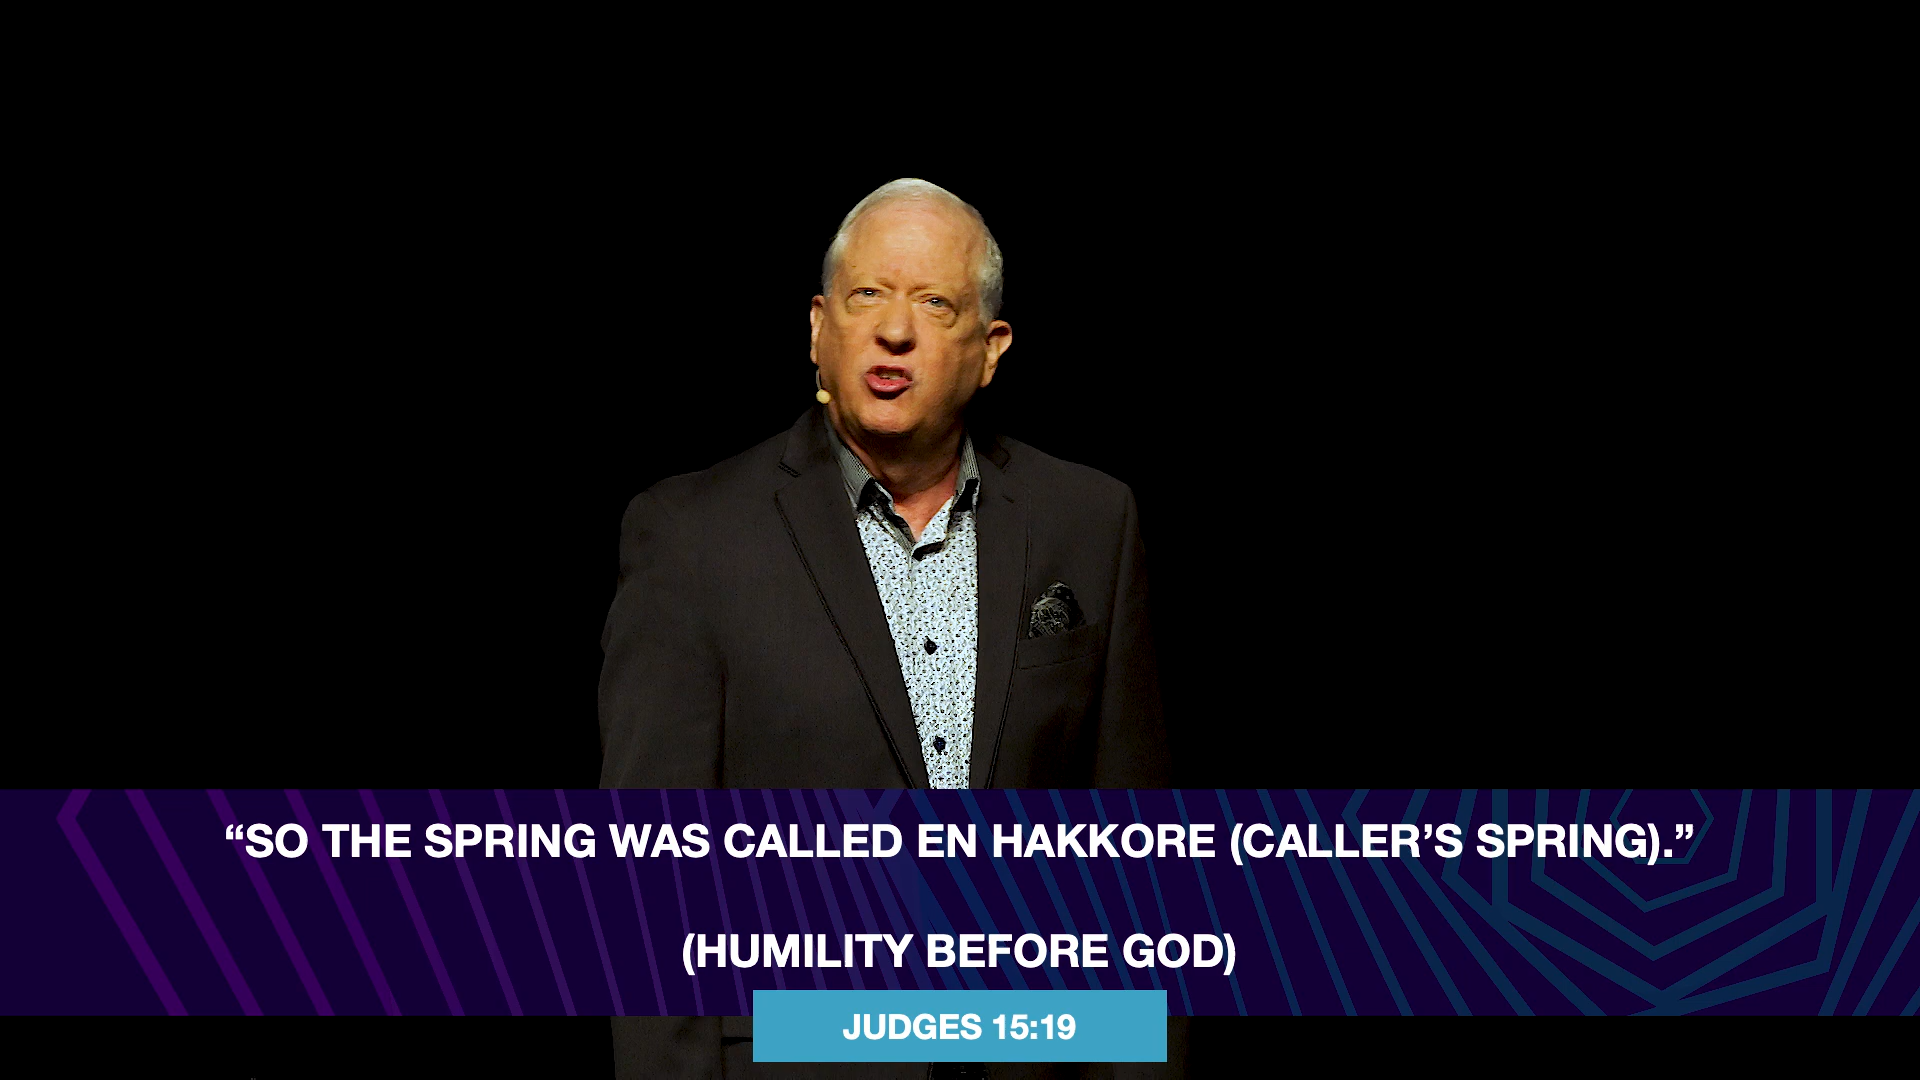 “SO THE SPRING WAS CALLED EN HAKKORE (CALLER’S SPRING).”
(HUMILITY BEFORE GOD)
JUDGES 15:19